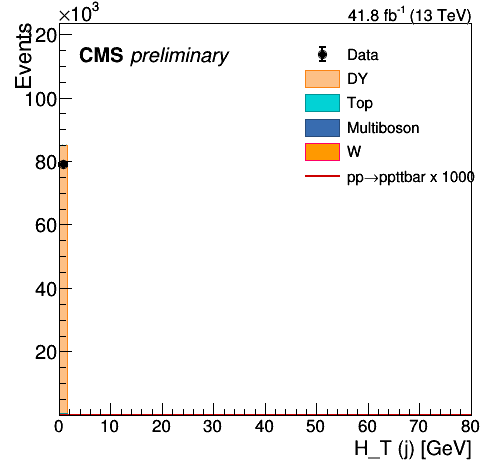 ×10³
41.8 fb⁻¹ (13 TeV)
Events
CMS preliminary
Data
DY
Top
Multiboson
W
pp→ppttbar x 1000
120
100
80
60
40
20
0 10 20 30 40 50 60 70 80
H_T (j) [GeV]